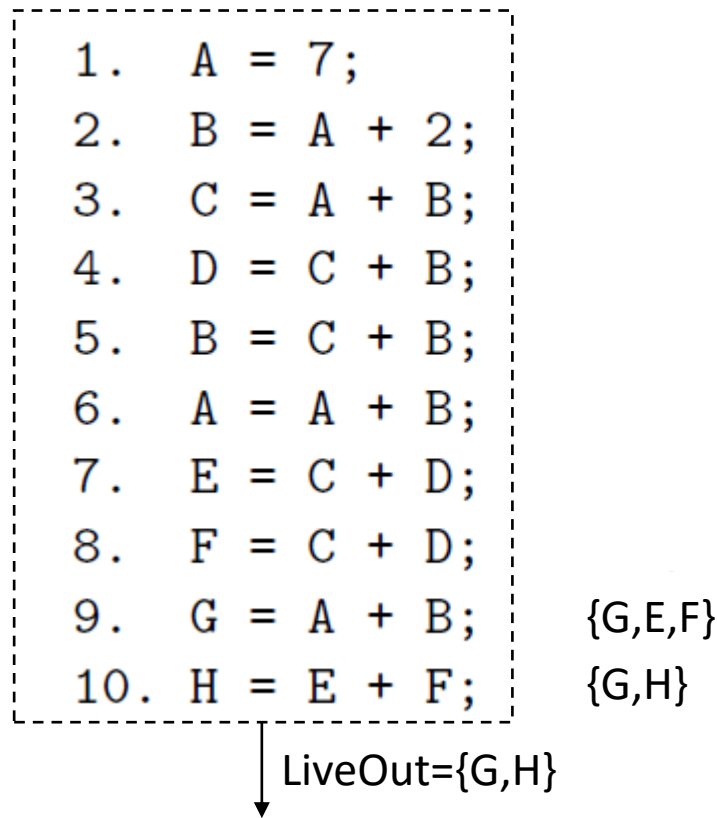 1. A = 7;
2. B = A + 2;
3. C = A + B;
4. D = C + B;
5. B = C + B;
6. A = A + B;
7. E = C + D;
8. F = C + D;
9. G = A + B; {G,E,F}
10. H = E + F; {G,H}
LiveOut={G,H}